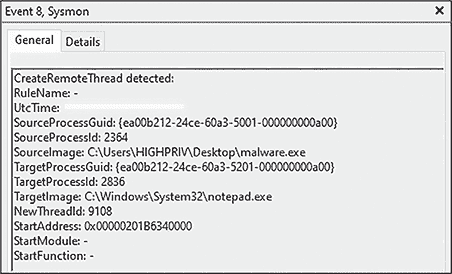 Event 8, Sysmon
General
Details
CreateRemoteThread detected:
RuleName: -
UtcTime:
SourceProcessGuid: {ea00b212-24ce-60a3-5001-000000000a00}
SourceProcessId: 2364
SourceImage: C:\Users\HIGHPRIV\Desktop\malware.exe
TargetProcessGuid: {ea00b212-24ce-60a3-5201-000000000a00}
TargetProcessId: 2836
TargetImage: C:\Windows\System32\notepad.exe
NewThreadId: 9108
StartAddress: 0x00000201B6340000
StartModule: -
StartFunction: -